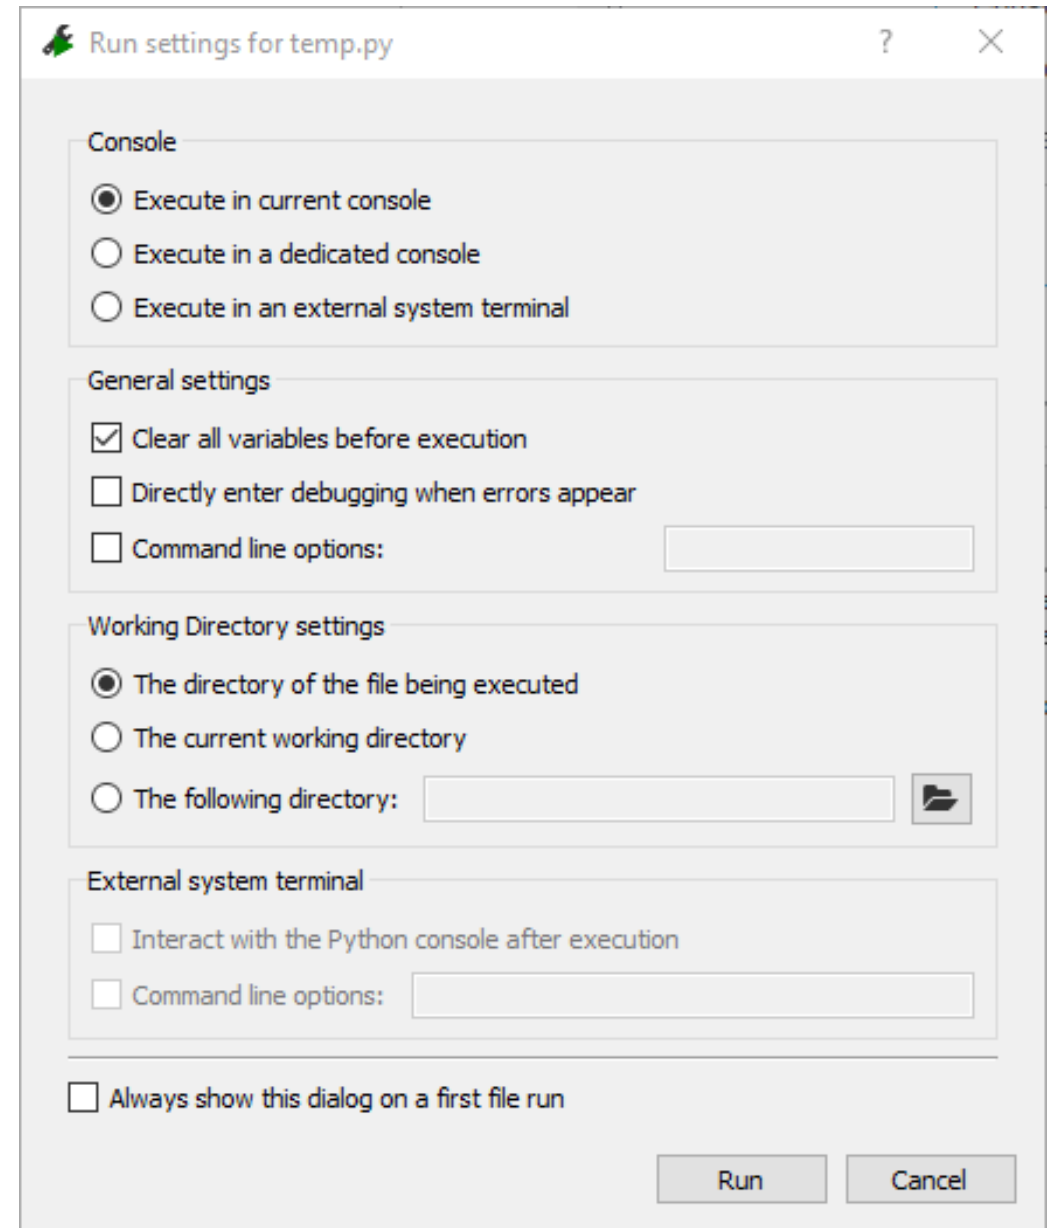 Run settings for temp.py ?
Console
Execute in current console
Execute in a dedicated console
Execute in an external system terminal
General settings
Clear all variables before execution
Directly enter debugging when errors appear
Command line options:
Working Directory settings
The directory of the file being executed
The current working directory
The following directory:
External system terminal
Interact with the Python console after execution
Command line options:
Always show this dialog on a first file run
Run Cancel